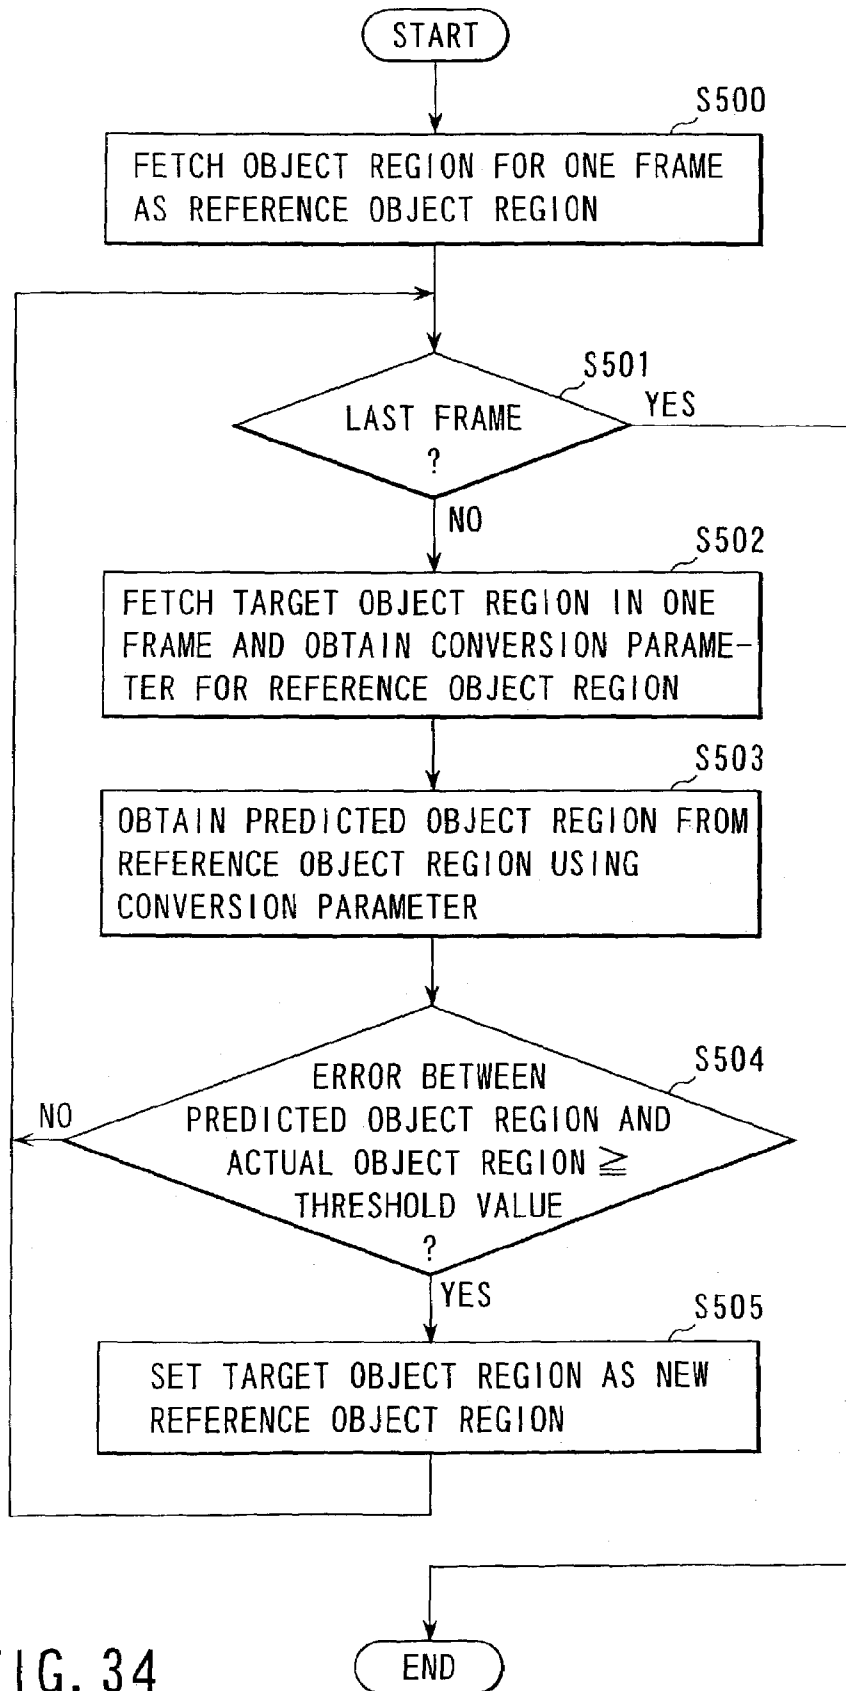 START
S500
FETCH OBJECT REGION FOR ONE FRAME
AS REFERENCE OBJECT REGION
S501
LAST FRAME
?
YES
NO
S502
FETCH TARGET OBJECT REGION IN ONE
FRAME AND OBTAIN CONVERSION PARAME-
TER FOR REFERENCE OBJECT REGION
S503
OBTAIN PREDICTED OBJECT REGION FROM
REFERENCE OBJECT REGION USING
CONVERSION PARAMETER
S504
ERROR BETWEEN
PREDICTED OBJECT REGION AND
ACTUAL OBJECT REGION ≧
THRESHOLD VALUE
?
NO
YES
S505
SET TARGET OBJECT REGION AS NEW
REFERENCE OBJECT REGION
END
IG. 34